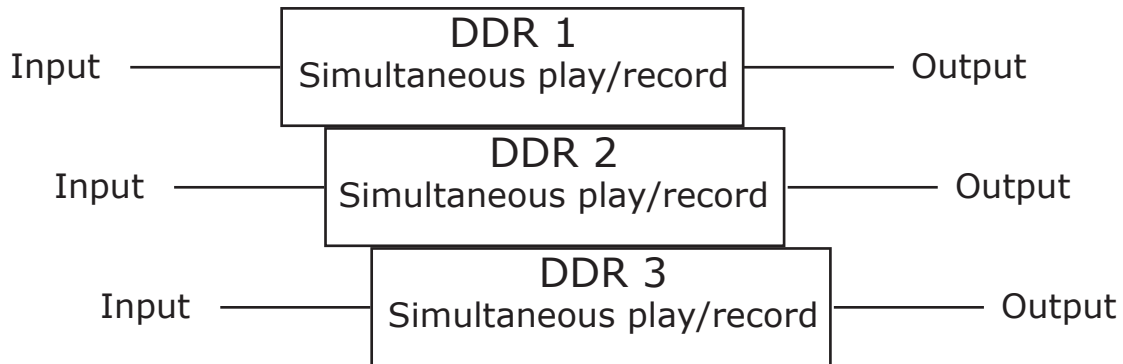 DDR 1
Input Simultaneous play/record Output
DDR 2
Input Simultaneous play/record Output
DDR 3
Input Simultaneous play/record Output